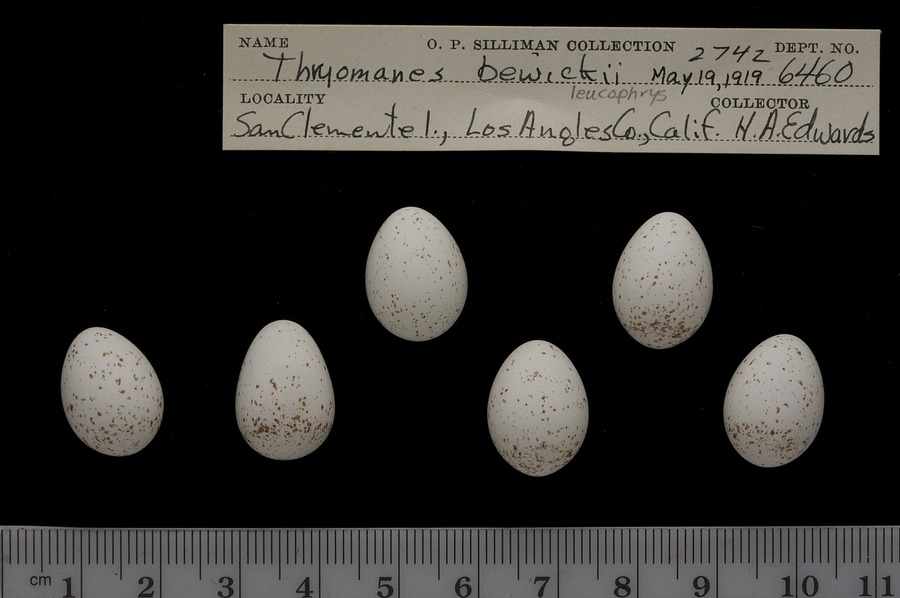 NAME O. P. SILLIMAN COLLECTION 2742 DEPT. NO.
Thryomanes bewickii May 19, 1919 6460
leucophrys
LOCALITY COLLECTOR
San Clemente I., Los Angles Co., Calif. H. A. Edwards
cm 1 2 3 4 5 6 7 8 9 10 11